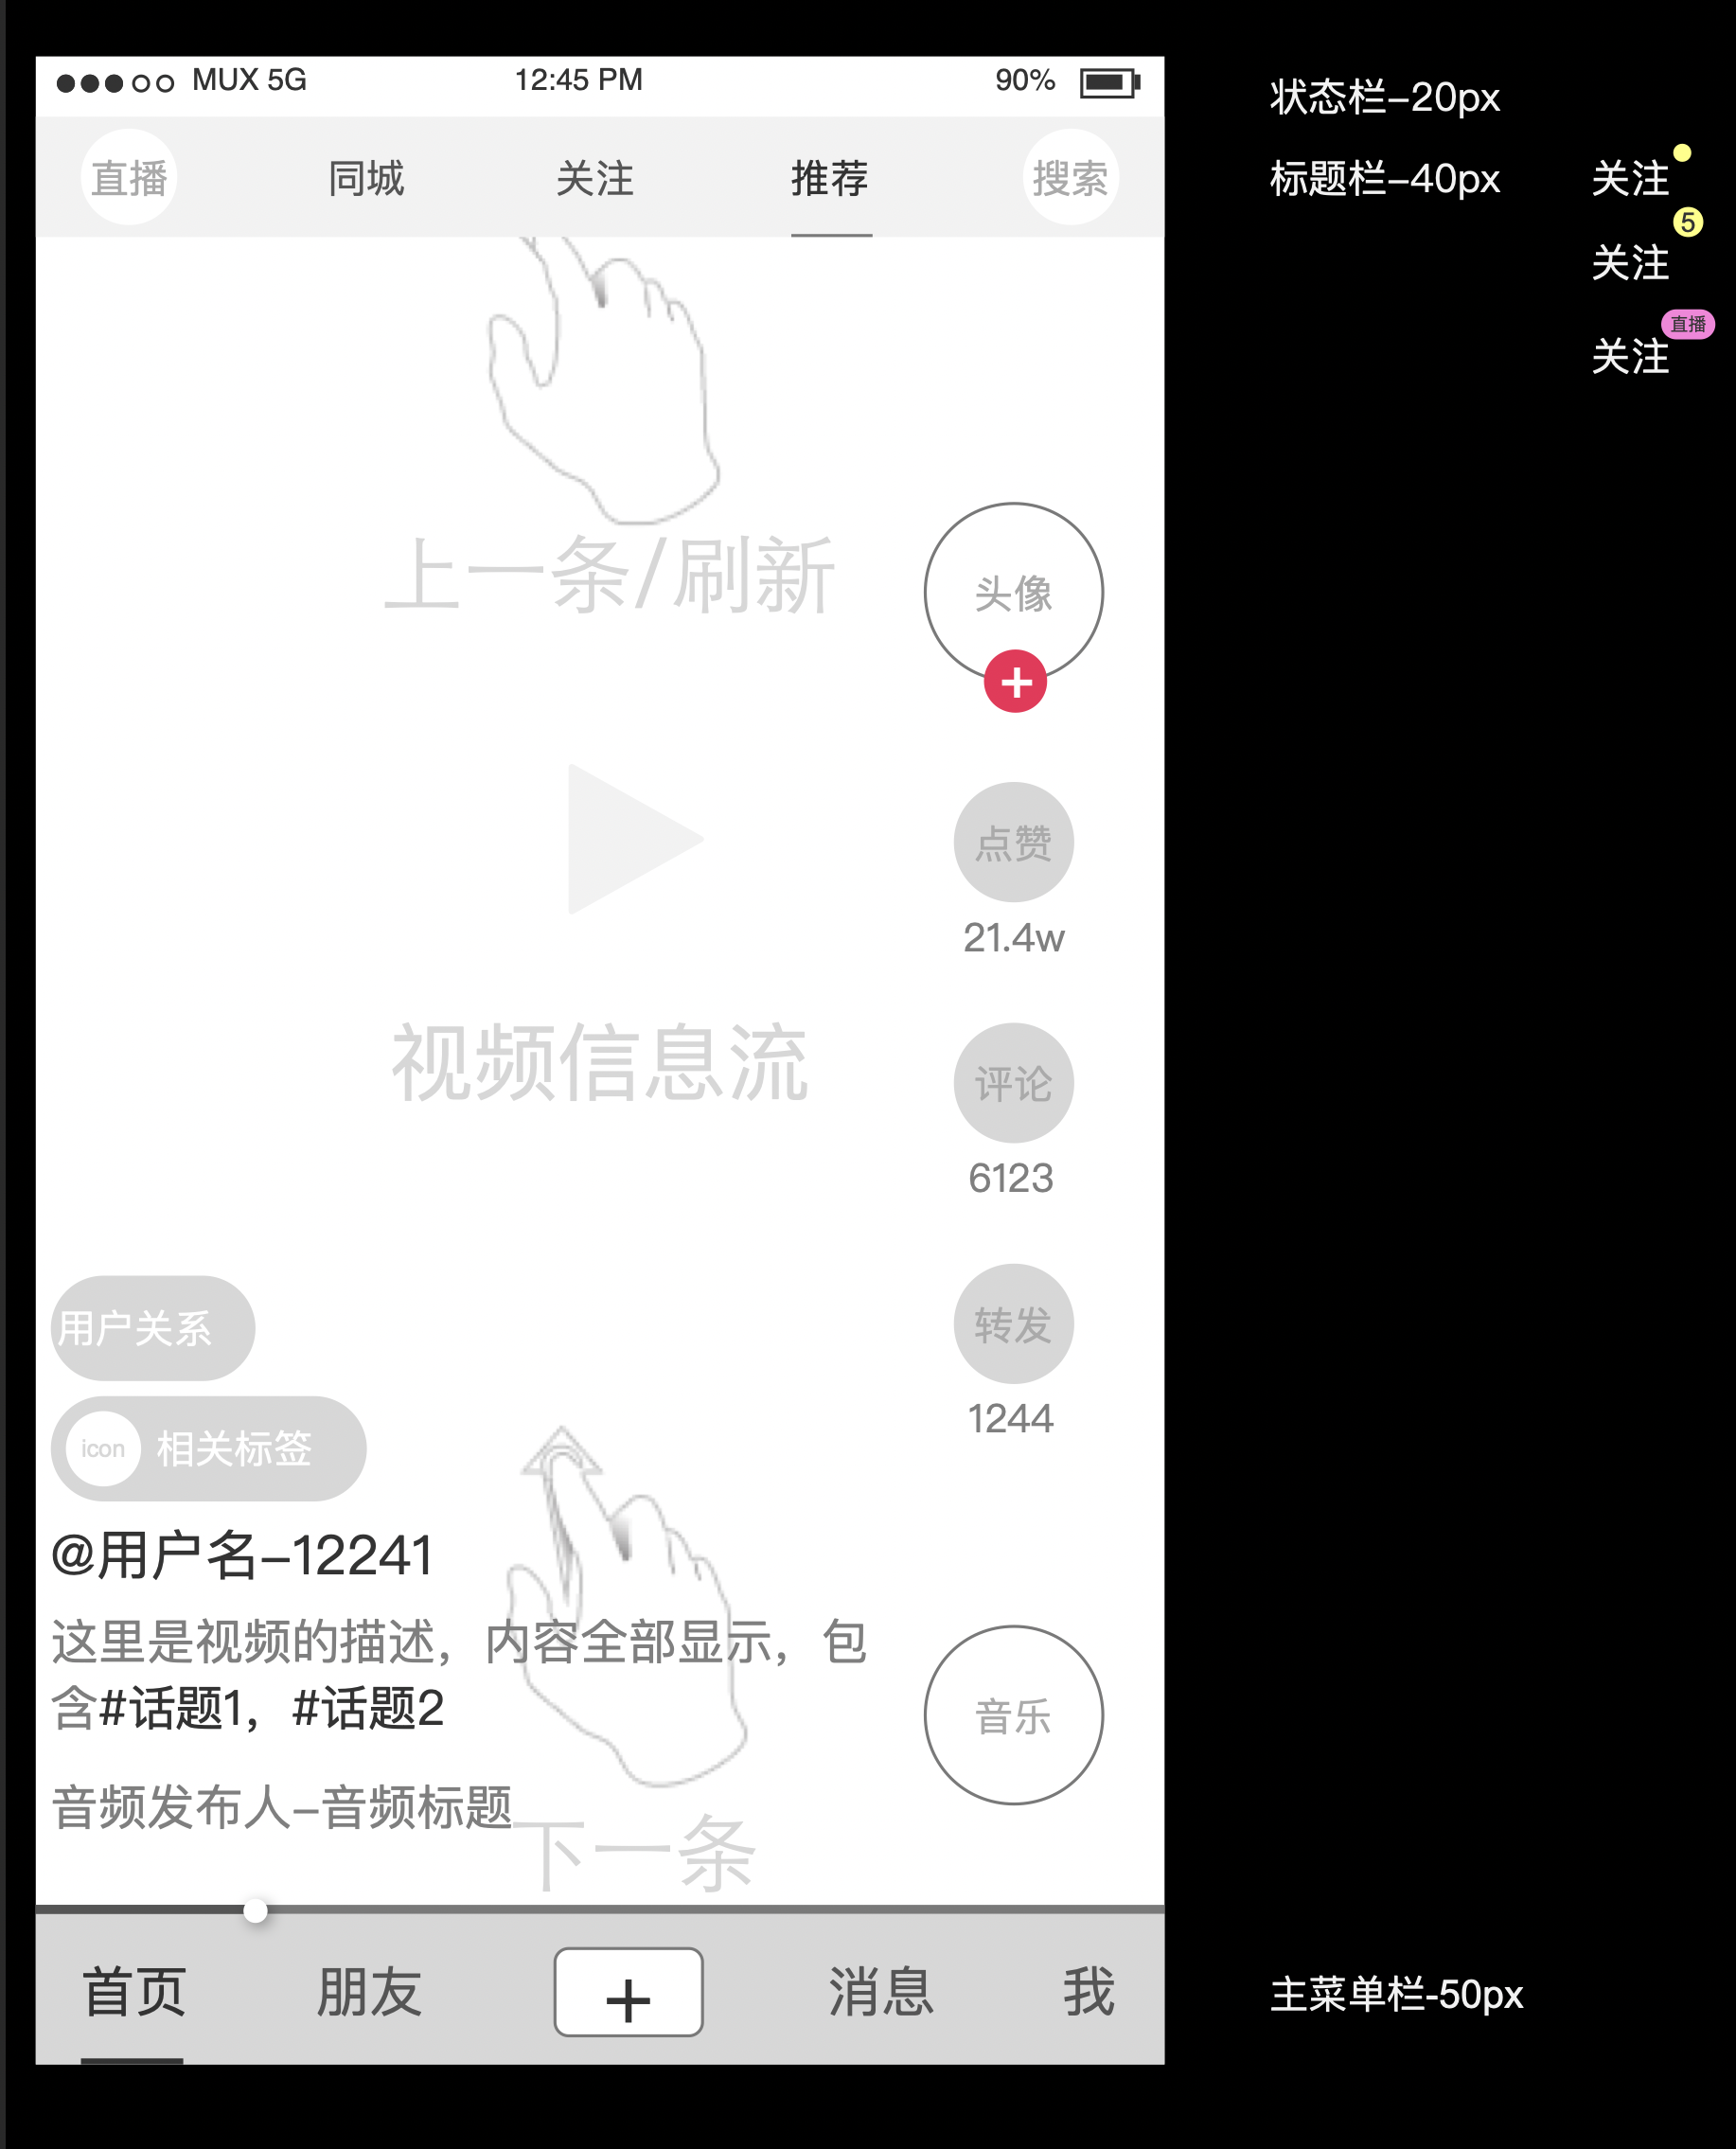 MUX 5G 12:45 PM 90%
状态栏-20px
直播 同城 关注 推荐 搜索
标题栏-40px
关注
5
关注
直播
关注
上一条/刷新
头像
+
点赞
21.4w
视频信息流
评论
6123
用户关系
转发
1244
icon 相关标签
@用户名-12241
这里是视频的描述，内容全部显示，包
含#话题1，#话题2
音乐
音频发布人-音频标题
下一条
首页 朋友 + 消息 我
主菜单栏-50px